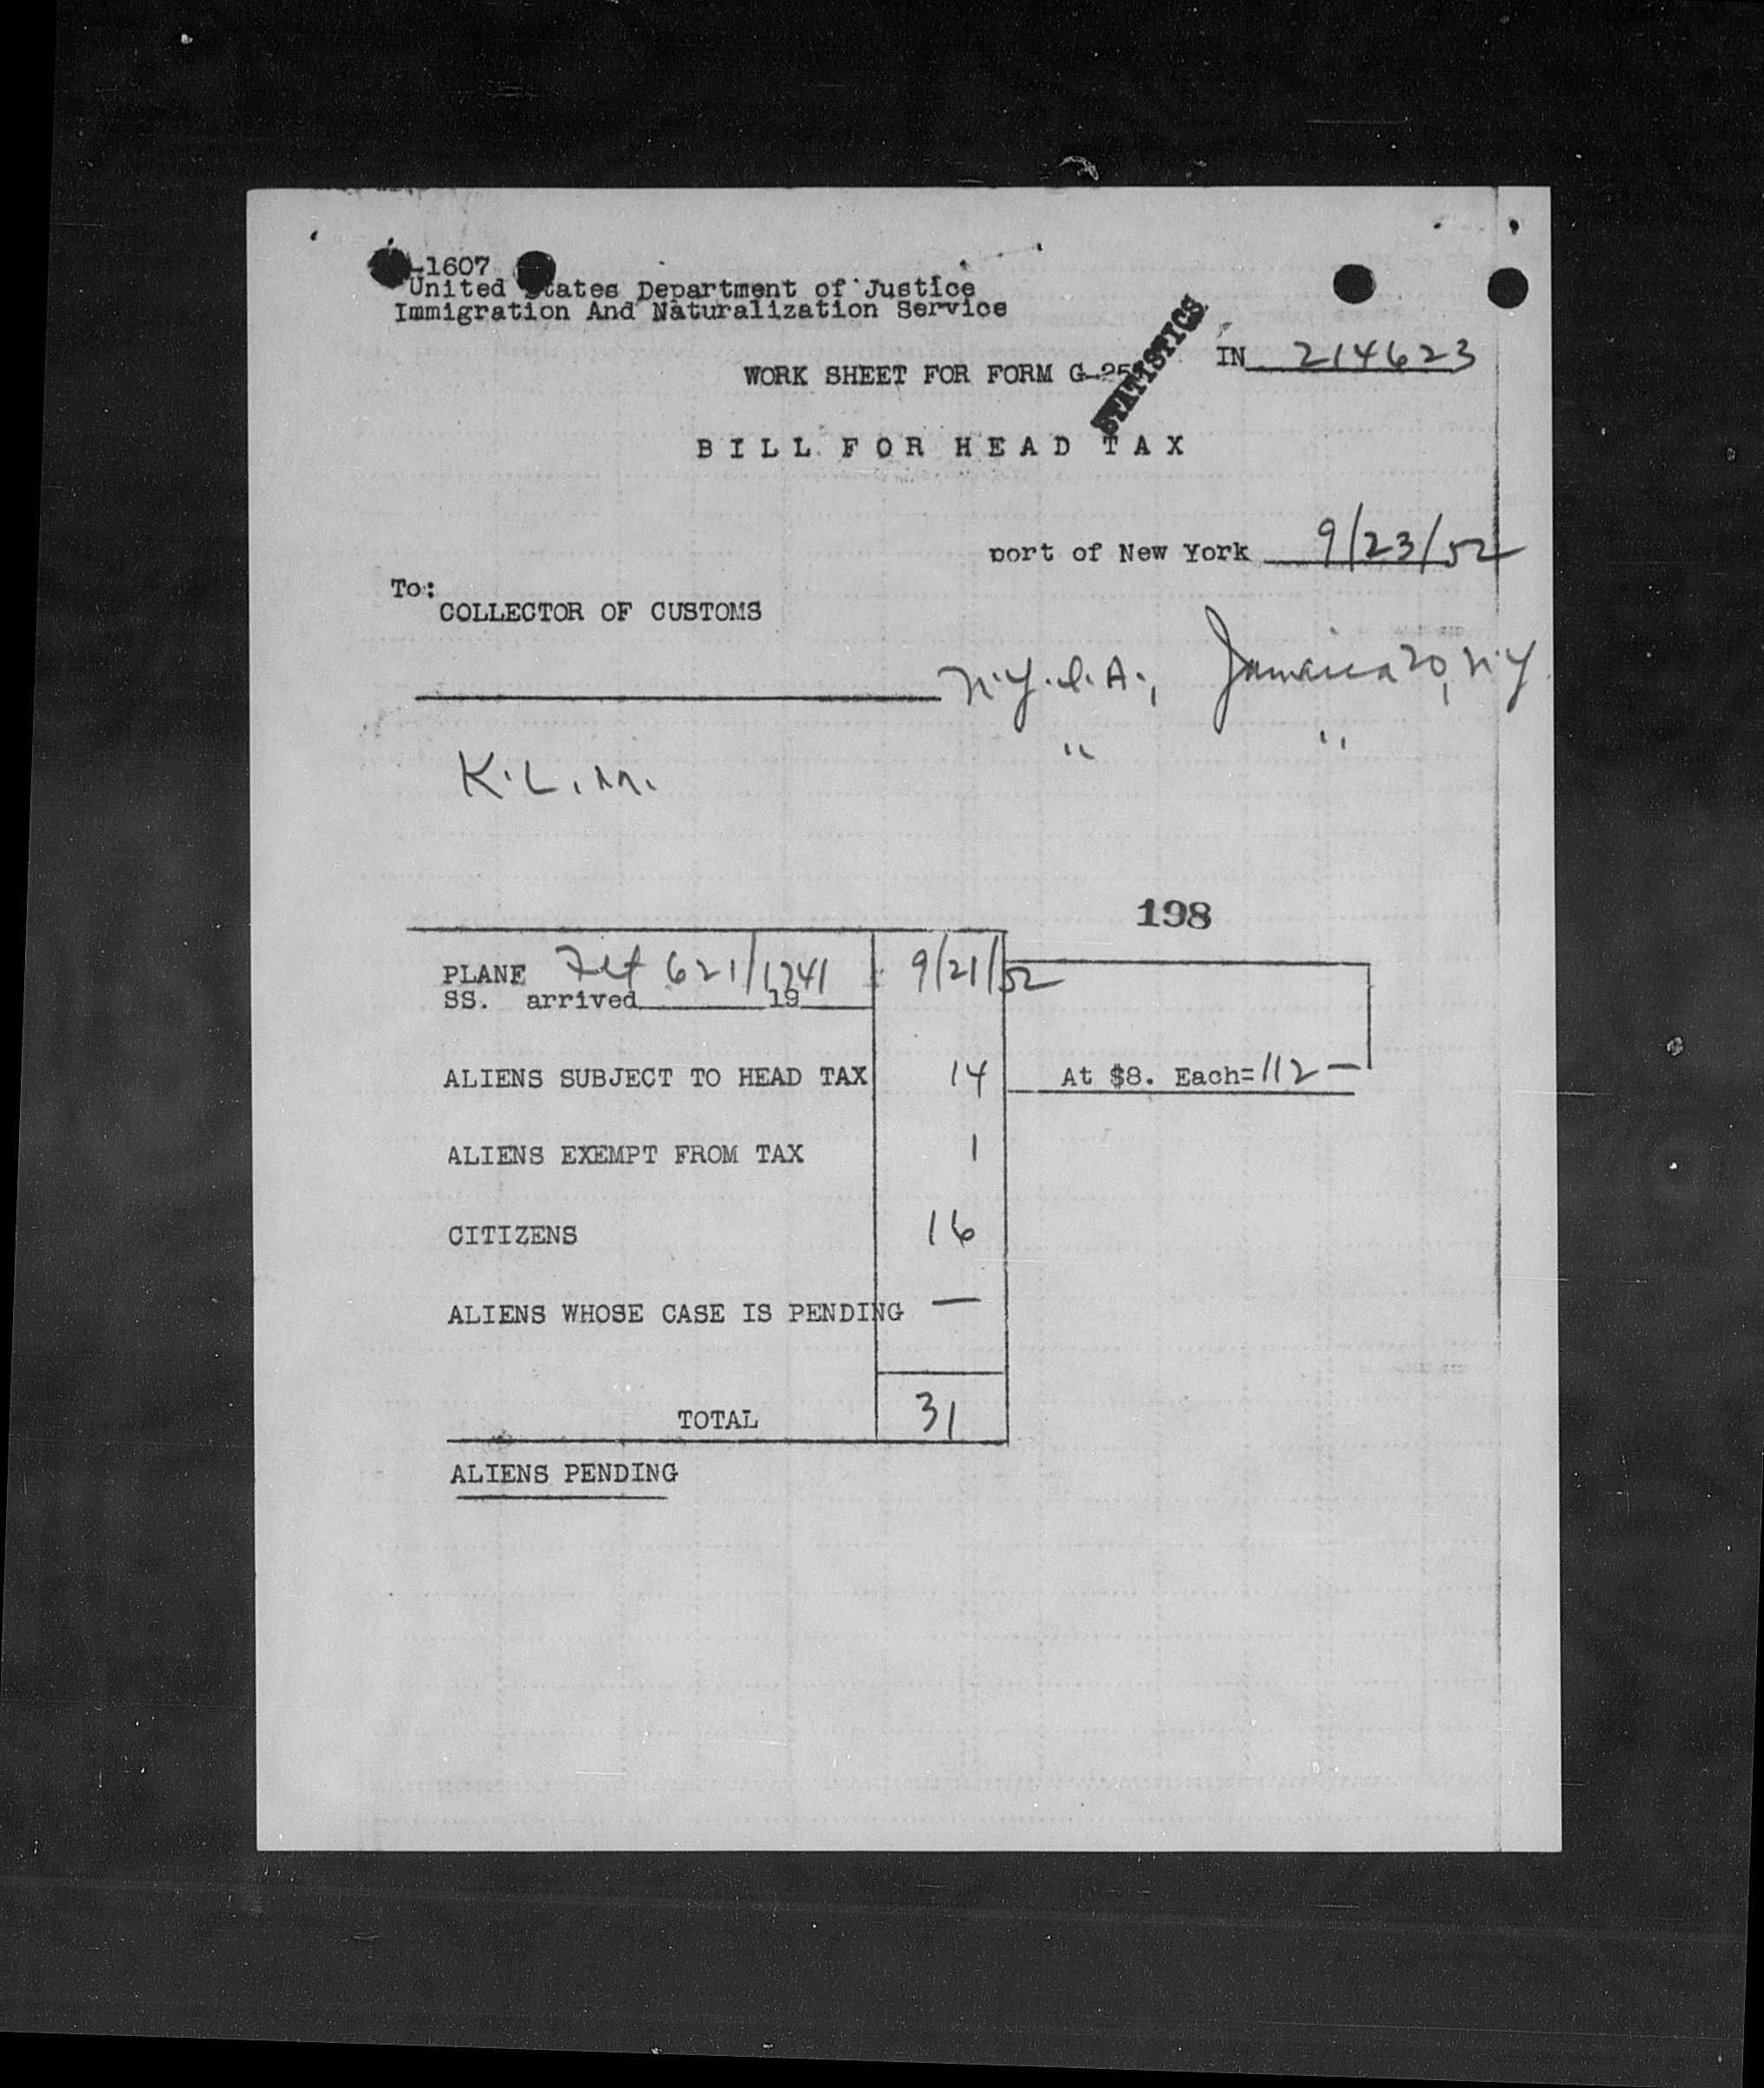 -1607
United States Department of Justice
Immigration And Naturalization Service
STATISTICS
IN 214623
WORK SHEET FOR FORM G-25
BILL FOR HEAD TAX
port of New York 9/23/52
To:
COLLECTOR OF CUSTOMS
N.Y.I.A., Jamaica 20, N.Y.
" "
K.L.M.
198
PLANE Flt 621/1241 9/21/52
SS. arrived 19
ALIENS SUBJECT TO HEAD TAX 14 At $8. Each= 112 —
ALIENS EXEMPT FROM TAX 1
CITIZENS 16
ALIENS WHOSE CASE IS PENDING —
TOTAL 31
ALIENS PENDING